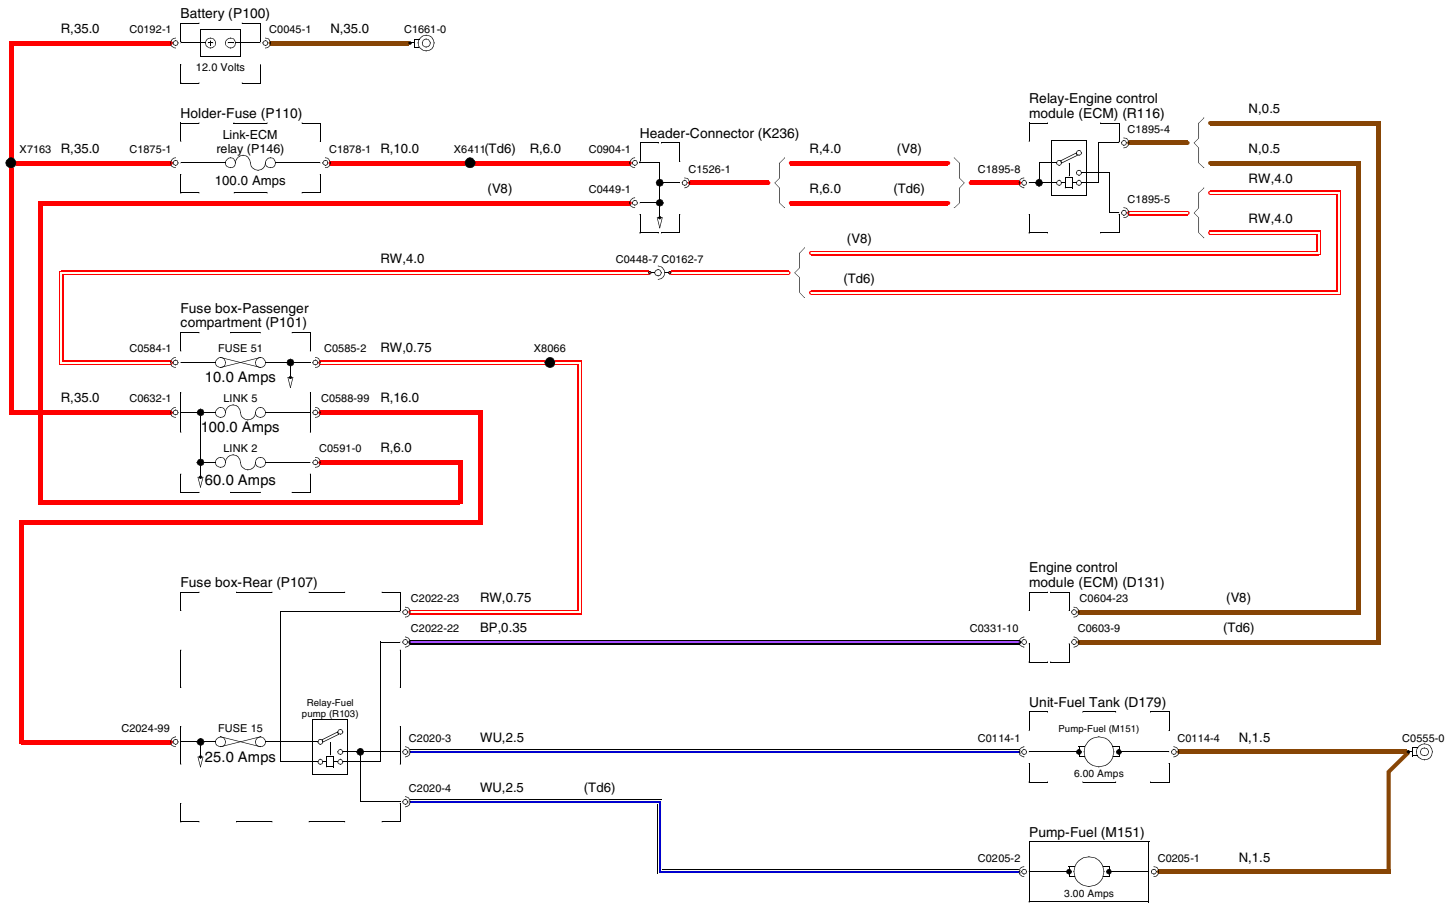 Battery (P100)
R,35.0
C0192-1
C0045-1
N,35.0
C1661-0
12.0 Volts
Holder-Fuse (P110)
Link-ECM
relay (P146)
X7163
R,35.0
C1875-1
C1878-1
R,10.0
X6411
(Td6)
R,6.0
C0904-1
100.0 Amps
Header-Connector (K236)
(V8)
C0449-1
C1526-1
R,4.0
(V8)
R,6.0
(Td6)
Relay-Engine control
module (ECM) (R116)
C1895-8
C1895-4
C1895-5
N,0.5
N,0.5
RW,4.0
RW,4.0
(V8)
(Td6)
RW,4.0
C0448-7
C0162-7
Fuse box-Passenger
compartment (P101)
C0584-1
FUSE 51
C0585-2
RW,0.75
X8066
10.0 Amps
R,35.0
C0632-1
LINK 5
C0588-99
R,16.0
100.0 Amps
LINK 2
C0591-0
R,6.0
60.0 Amps
Fuse box-Rear (P107)
C2022-23
RW,0.75
C2022-22
BP,0.35
C0331-10
Engine control
module (ECM) (D131)
C0604-23
(V8)
C0603-9
(Td6)
Relay-Fuel
pump (R103)
C2024-99
FUSE 15
25.0 Amps
C2020-3
WU,2.5
C0114-1
Unit-Fuel Tank (D179)
Pump-Fuel (M151)
6.00 Amps
C0114-4
N,1.5
C0555-0
C2020-4
WU,2.5
(Td6)
Pump-Fuel (M151)
C0205-2
C0205-1
N,1.5
3.00 Amps